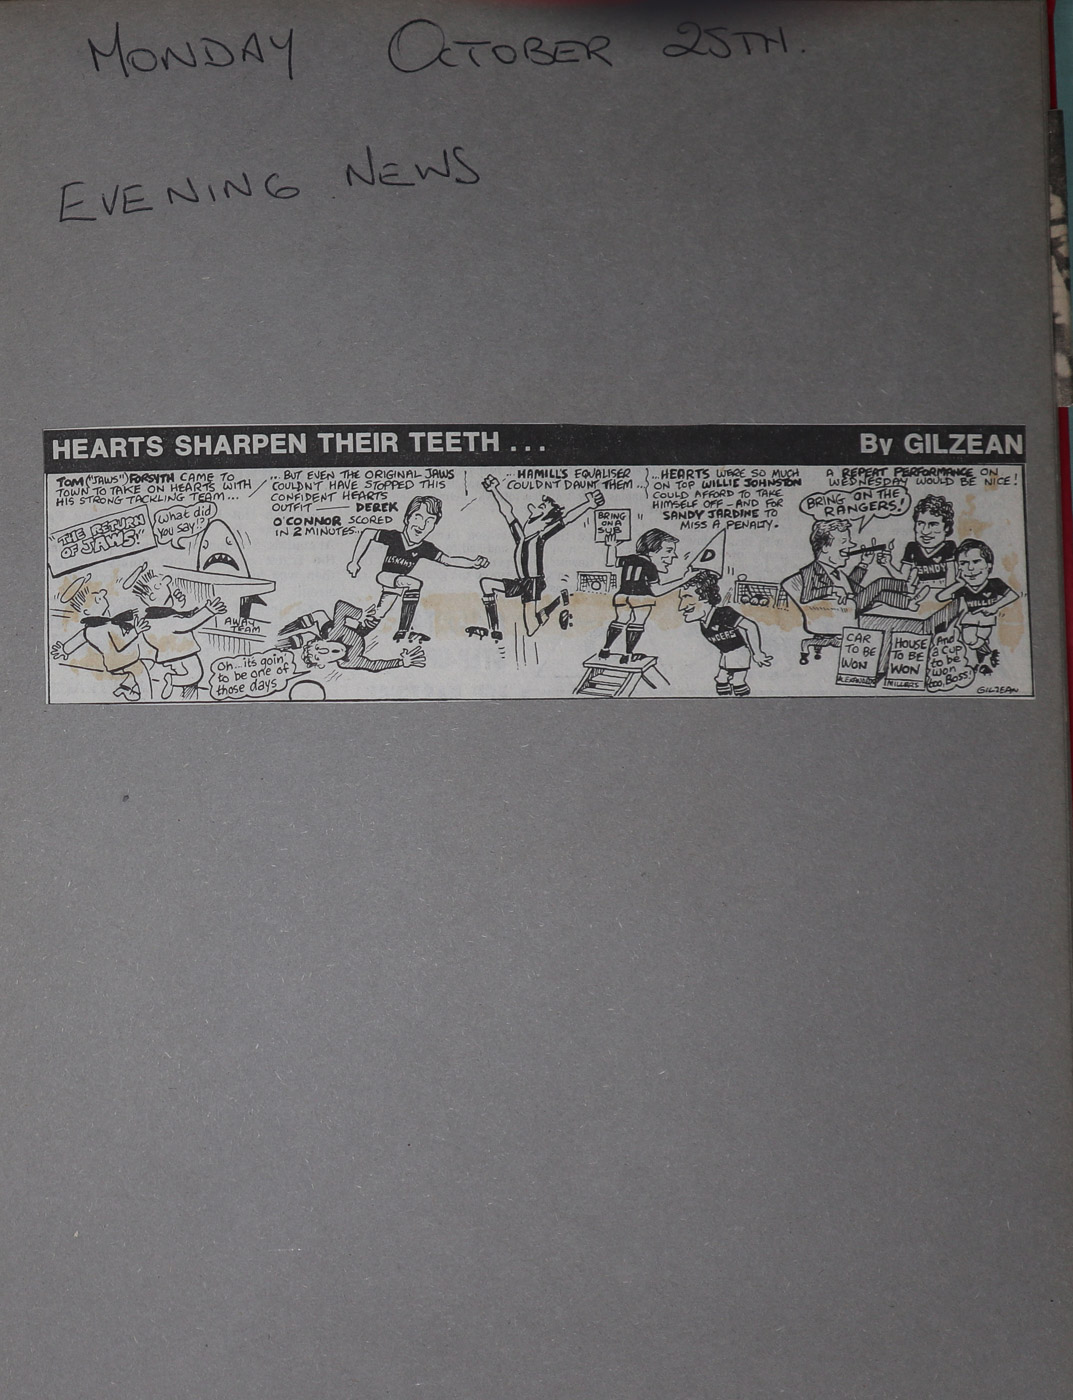 MONDAY OCTOBER 25TH.
EVENING NEWS
HEARTS SHARPEN THEIR TEETH ...
By GILZEAN
TOM ("JAWS") FORSYTH CAME TO
TOWN TO TAKE ON HEARTS WITH
HIS STRONG TACKLING TEAM...
"THE RETURN
OF JAWS!"
What did
you say!?
AWAY
TEAM
...BUT EVEN THE ORIGINAL JAWS
COULDN'T HAVE STOPPED THIS
CONFIDENT HEARTS
OUTFIT — DEREK
O'CONNOR SCORED
IN 2 MINUTES...
Oh...it's goin'
to be one of
those days
...HAMILL'S EQUALISER
COULDN'T DAUNT THEM...
...HEARTS WERE SO MUCH
ON TOP WILLIE JOHNSTON
COULD AFFORD TO TAKE
HIMSELF OFF - AND FOR
SANDY JARDINE TO
MISS A PENALTY.
BRING
ON A
SUB
11
D
A REPEAT PERFORMANCE ON
WEDNESDAY WOULD BE NICE!
BRING ON THE
RANGERS!
CAR
TO BE
WON
ALEXANDERS
HOUSE
TO BE
WON
MILLERS
And
a cup
to be
won
too, Boss!
GILZEAN